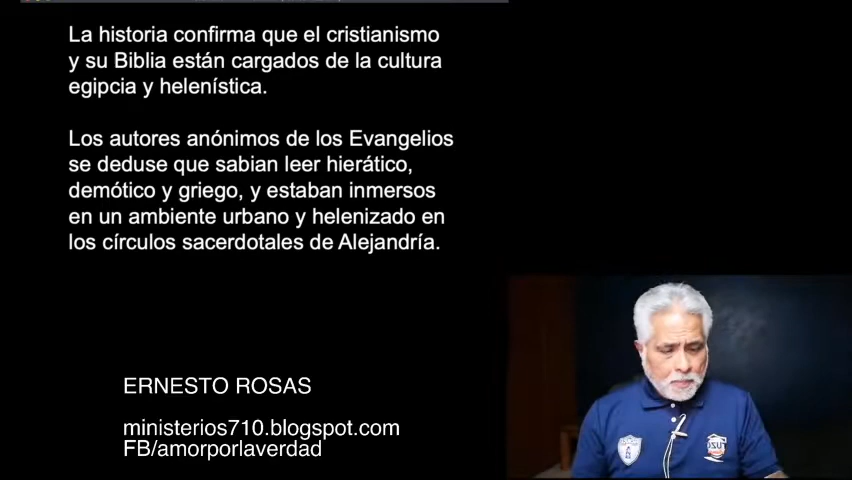 La historia confirma que el cristianismo
y su Biblia están cargados de la cultura
egipcia y helenística.
Los autores anónimos de los Evangelios
se deduse que sabian leer hierático,
demótico y griego, y estaban inmersos
en un ambiente urbano y helenizado en
los círculos sacerdotales de Alejandría.
ERNESTO ROSAS
ministerios710.blogspot.com
FB/amorporlaverdad
TUZO